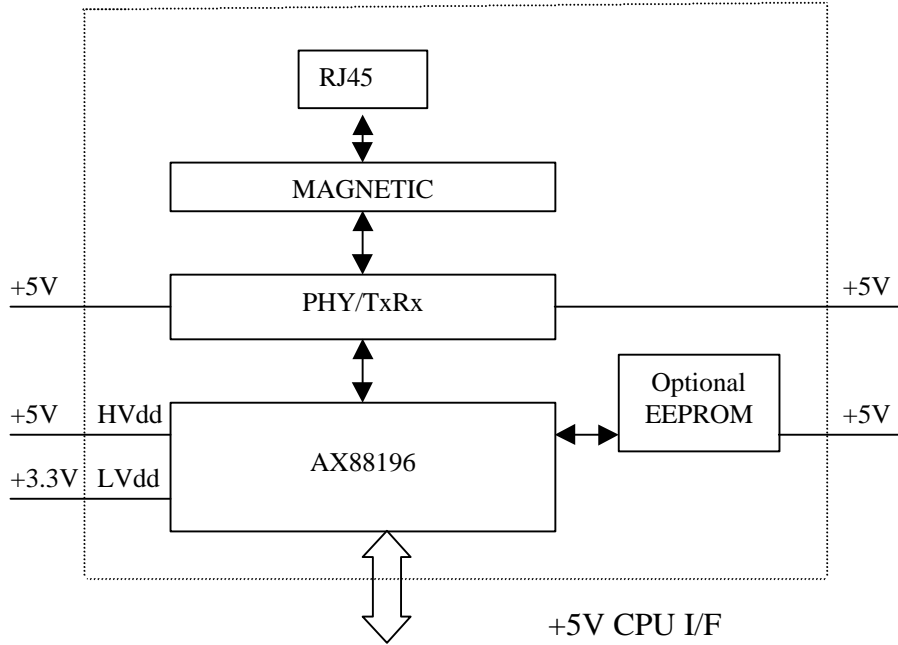 RJ45
MAGNETIC
+5V
PHY/TxRx
+5V
Optional
EEPROM
+5V HVdd
+5V
AX88196
+3.3V LVdd
+5V CPU I/F